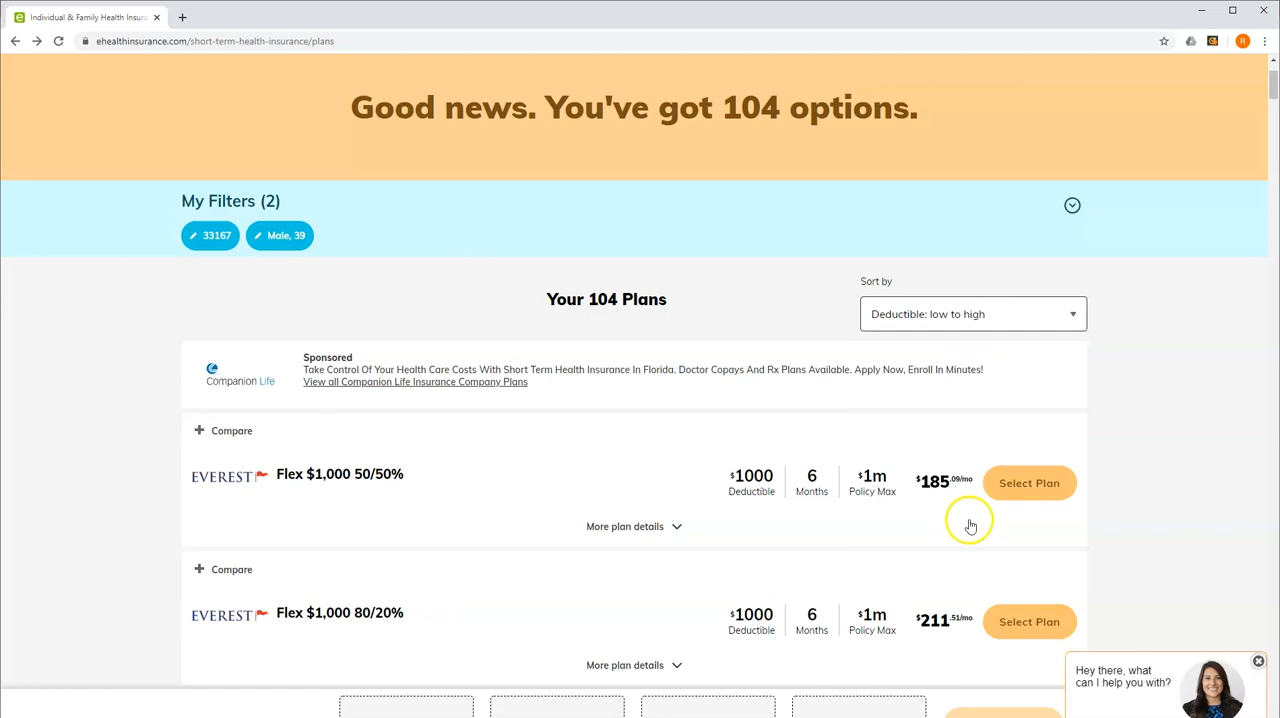 Individual & Family Health Insura
ehealthinsurance.com/short-term-health-insurance/plans
R
Good news. You've got 104 options.
My Filters (2)
33167
Male, 39
Sort by
Your 104 Plans
Deductible: low to high
Companion Life
Sponsored
Take Control Of Your Health Care Costs With Short Term Health Insurance In Florida. Doctor Copays And Rx Plans Available. Apply Now, Enroll In Minutes!
View all Companion Life Insurance Company Plans
Compare
EVEREST
Flex $1,000 50/50%
$1000
Deductible
6
Months
$1m
Policy Max
$185.09/mo
Select Plan
More plan details
Compare
EVEREST
Flex $1,000 80/20%
$1000
Deductible
6
Months
$1m
Policy Max
$211.51/mo
Select Plan
More plan details
Hey there, what
can I help you with?